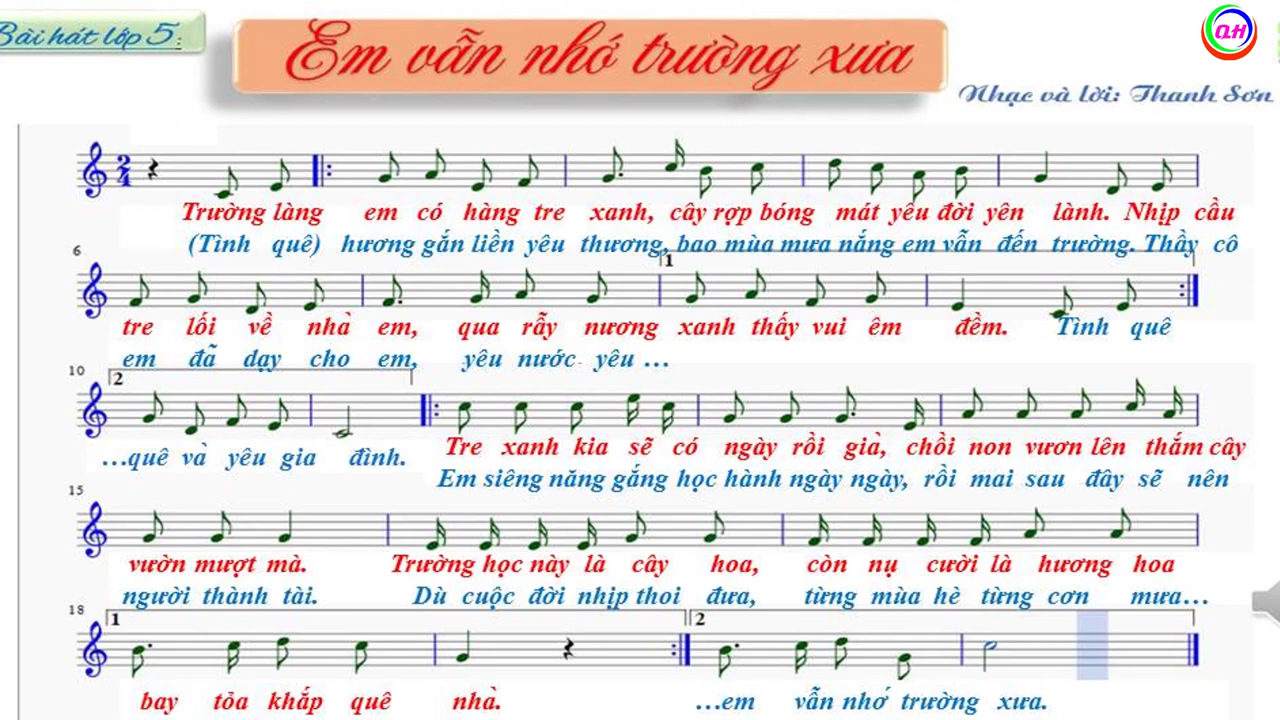 Bài hát lớp 5:
Em vẫn nhớ trường xưa
QH
Nhạc và lời: Thanh Sơn
2
4
Trường làng em có hàng tre xanh, cây rợp bóng mát yêu đời yên lành. Nhịp cầu
(Tình quê) hương gắn liền yêu thương, bao mùa mưa nắng em vẫn đến trường. Thầy cô
6
1
tre lối về nhà em, qua rẫy nương xanh thấy vui êm đềm. Tình quê
em đã dạy cho em, yêu nước yêu ...
10
2
...quê và yêu gia đình. Tre xanh kia sẽ có ngày rồi già, chồi non vươn lên thắm cây
Em siêng năng gắng học hành ngày ngày, rồi mai sau đây sẽ nên
15
vườn mượt mà. Trường học này là cây hoa, còn nụ cười là hương hoa
người thành tài. Dù cuộc đời nhịp thoi đưa, từng mùa hè từng cơn mưa...
18
1
2
bay tỏa khắp quê nhà. ...em vẫn nhớ trường xưa.